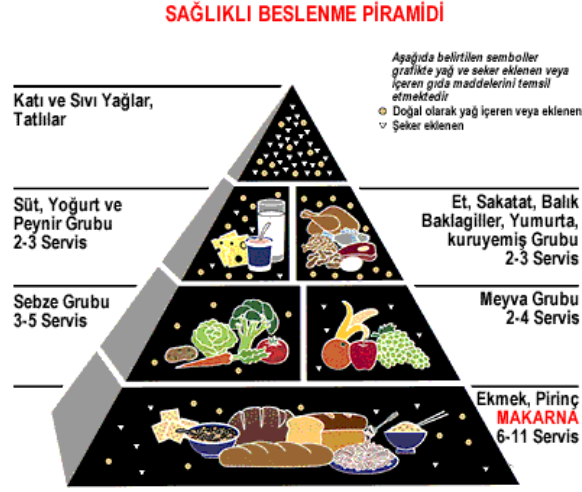 SAĞLIKLI BESLENME PİRAMİDİ
Aşağıda belirtilen semboller
grafikte yağ ve seker eklenen veya
içeren gıda maddelerini temsil
etmektedir
Doğal olarak yağ içeren veya eklenen
Şeker eklenen
Katı ve Sıvı Yağlar,
Tatlılar
Süt, Yoğurt ve
Peynir Grubu
2-3 Servis
Et, Sakatat, Balık
Baklagiller, Yumurta,
kuruyemiş Grubu
2-3 Servis
Sebze Grubu
3-5 Servis
Meyva Grubu
2-4 Servis
Ekmek, Pirinç
MAKARNA
6-11 Servis